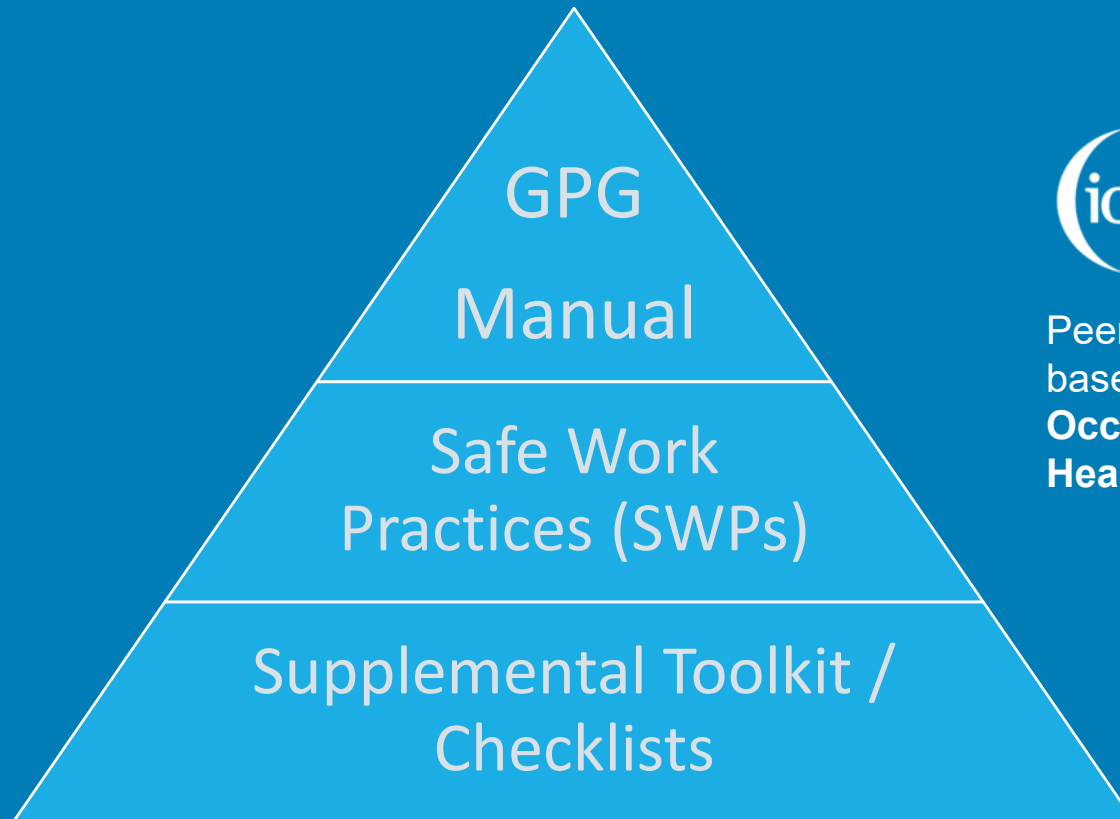 GPG
Manual
Safe Work
Practices (SWPs)
Supplemental Toolkit /
Checklists